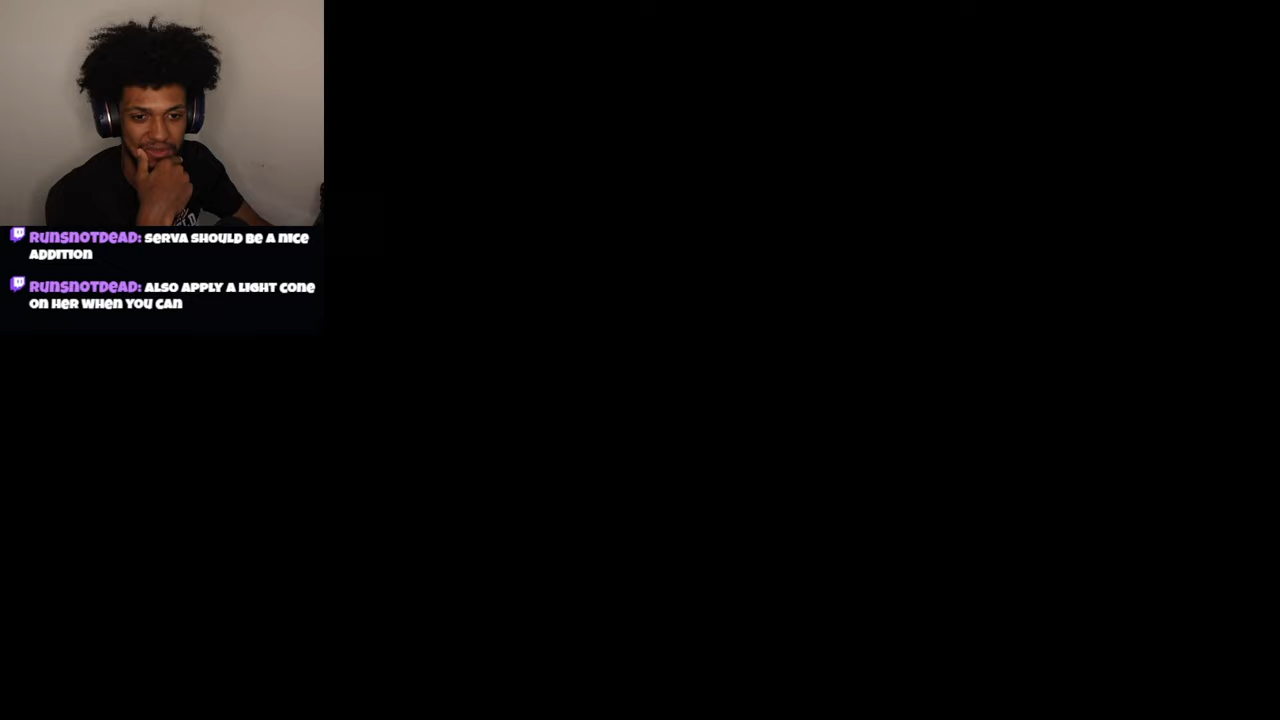 RunsnotDead: Serva should be a nice
addition
RunsnotDead: Also apply a light cone
on her when you can